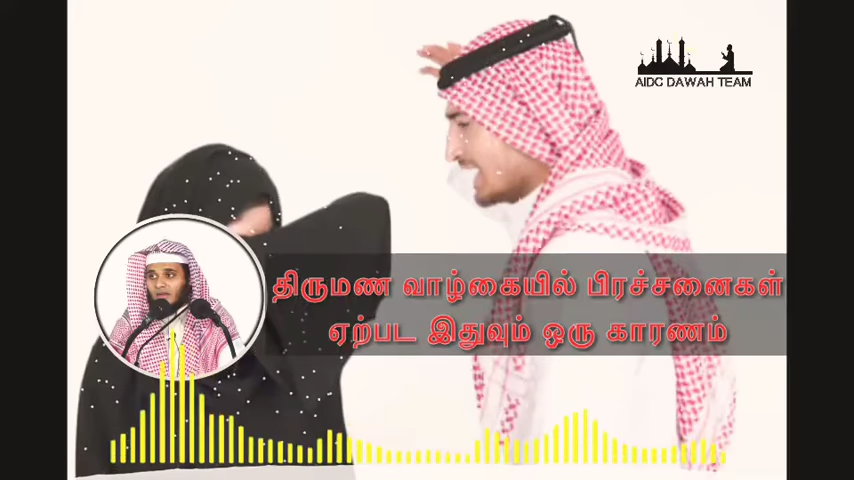 AIDC DAWAH TEAM
திருமண வாழ்கையில் பிரச்சனைகள்
ஏற்பட இதுவும் ஒரு காரணம்